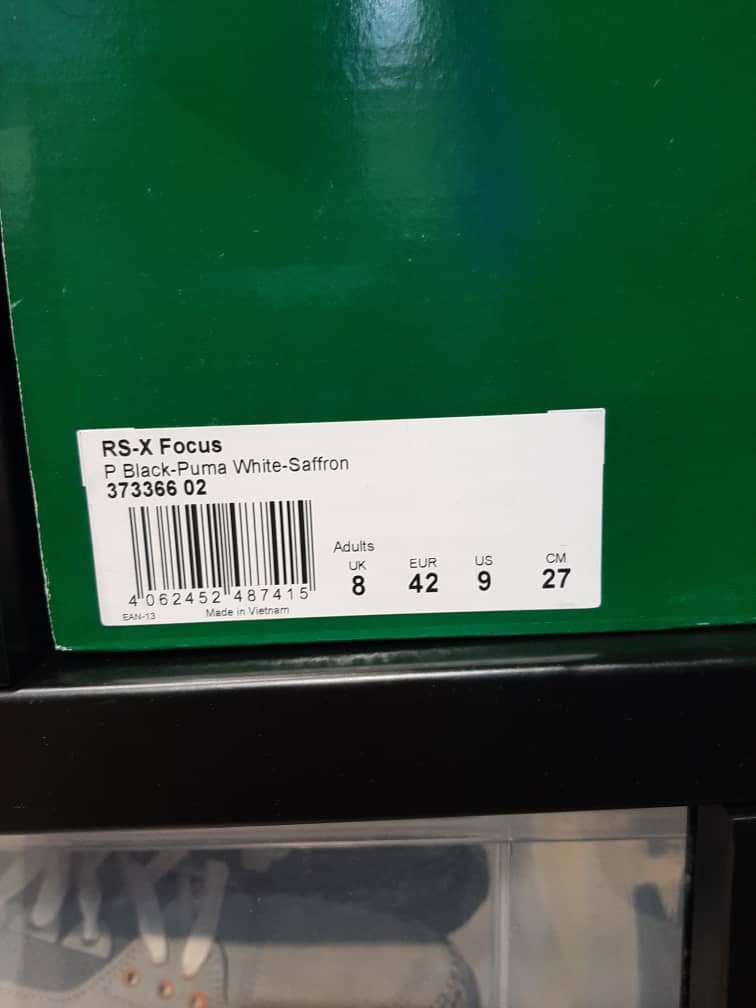 RS-X Focus
P Black-Puma White-Saffron
373366 02
4 062452 487415
EAN-13 Made in Vietnam
Adults
UK EUR US CM
8 42 9 27